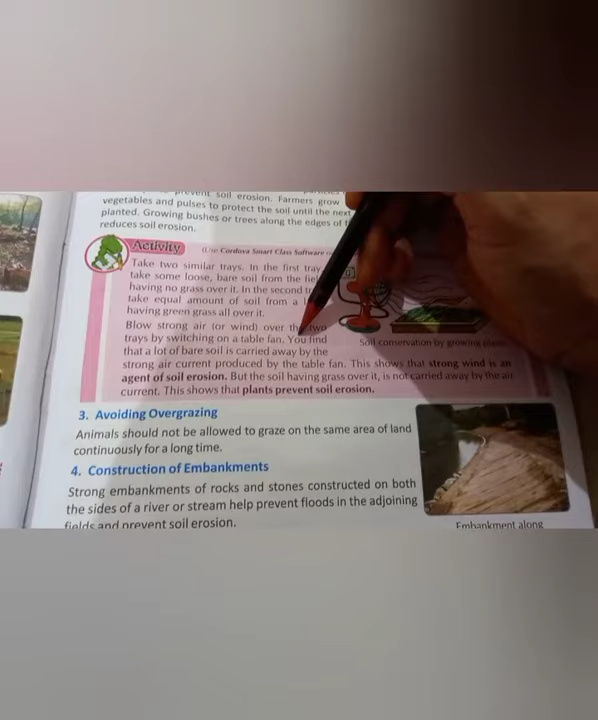 prevent soil erosion. Farmers grow
vegetables and pulses to protect the soil until the next
planted. Growing bushes or trees along the edges of
reduces soil erosion.
Activity (Use Cordova Smart Class Software
Take two similar trays. In the first tray
take some loose, bare soil from the
having no grass over it. In the second
take equal amount of soil from a
having green grass all over it.
Blow strong air (or wind) over the two
trays by switching on a table fan. You find
that a lot of bare soil is carried away by the
strong air current produced by the table fan. This shows that strong wind is an
agent of soil erosion. But the soil having grass over it, is not carried away by the air
current. This shows that plants prevent soil erosion.
Soil conservation by growing
3. Avoiding Overgrazing
Animals should not be allowed to graze on the same area of land
continuously for a long time.
4. Construction of Embankments
Strong embankments of rocks and stones constructed on both
the sides of a river or stream help prevent floods in the adjoining
fields and prevent soil erosion.
Embankment along